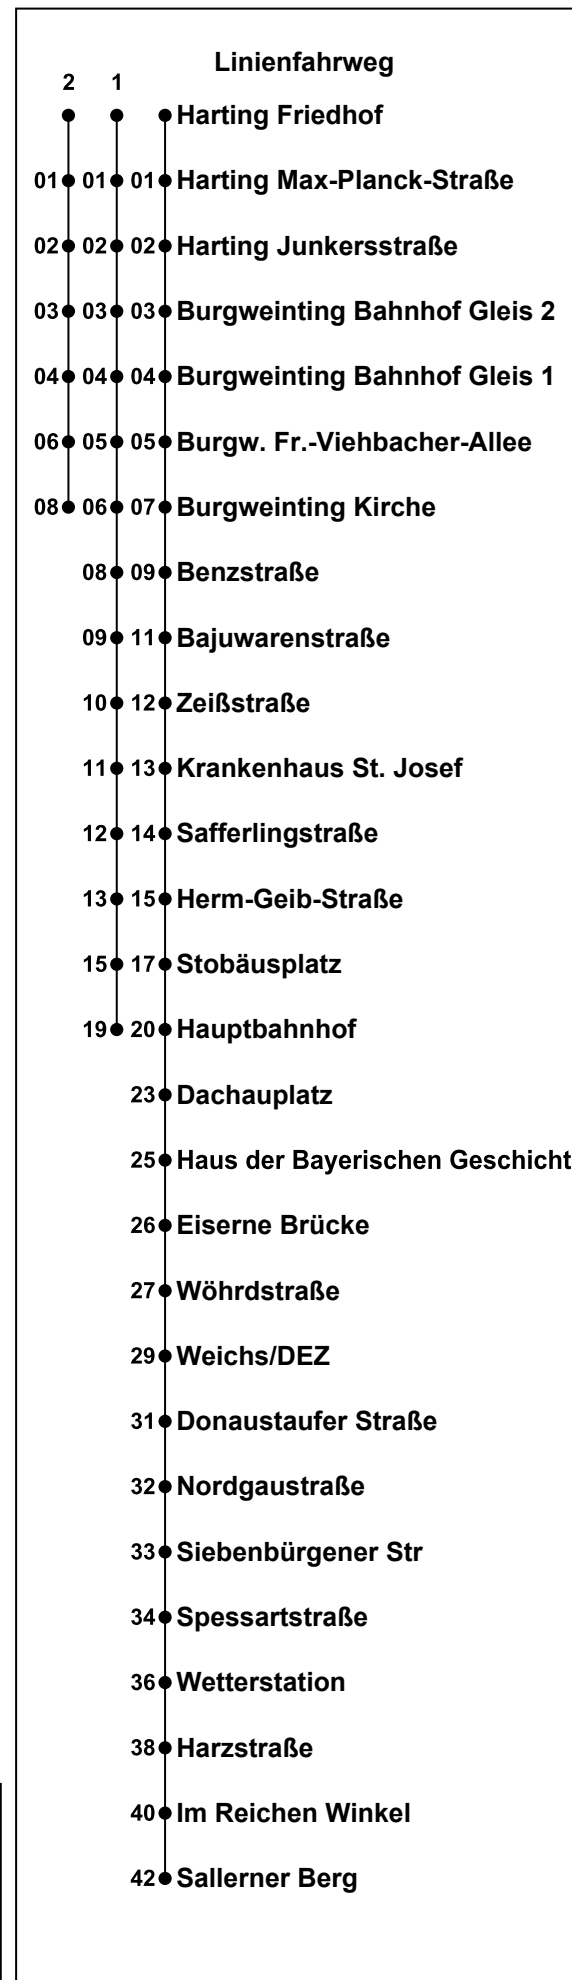 Linienfahrweg
2 1
Harting Friedhof
01 01 01 Harting Max-Planck-Straße
02 02 02 Harting Junkersstraße
03 03 03 Burgweinting Bahnhof Gleis 2
04 04 04 Burgweinting Bahnhof Gleis 1
06 05 05 Burgw. Fr.-Viehbacher-Allee
08 06 07 Burgweinting Kirche
08 09 Benzstraße
09 11 Bajuwarenstraße
10 12 Zeißstraße
11 13 Krankenhaus St. Josef
12 14 Safferlingstraße
13 15 Herm-Geib-Straße
15 17 Stobäusplatz
19 20 Hauptbahnhof
23 Dachauplatz
25 Haus der Bayerischen Geschicht
26 Eiserne Brücke
27 Wöhrdstraße
29 Weichs/DEZ
31 Donaustaufer Straße
32 Nordgaustraße
33 Siebenbürgener Str
34 Spessartstraße
36 Wetterstation
38 Harzstraße
40 Im Reichen Winkel
42 Sallerner Berg